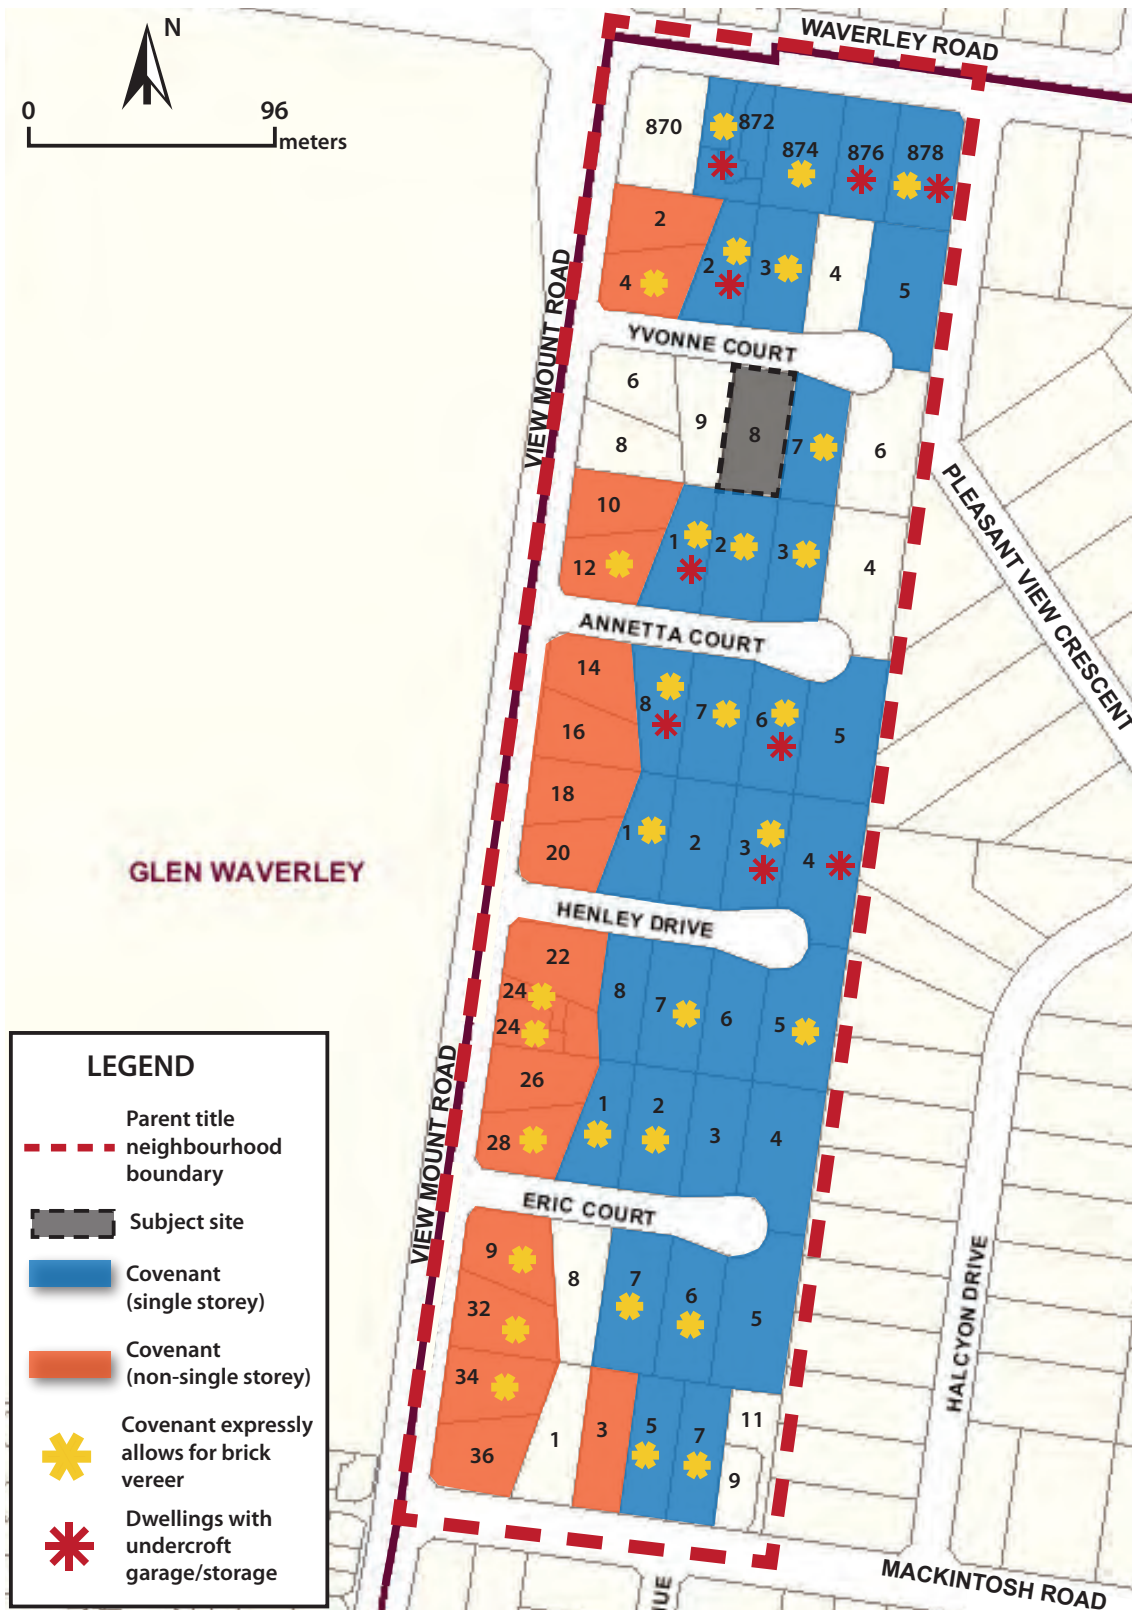 WAVERLEY ROAD
N
0 96
meters
870
872
874
876
878
2
4
2
3
4
5
VIEW MOUNT ROAD
YVONNE COURT
6
8
9
8
7
6
10
12
1
2
3
4
PLEASANT VIEW CRESCENT
ANNETTA COURT
14
16
8
7
6
5
18
20
1
2
3
4
GLEN WAVERLEY
HENLEY DRIVE
22
24
24
8
7
6
5
26
28
1
2
3
4
VIEW MOUNT ROAD
ERIC COURT
9
32
8
7
6
5
34
36
1
3
5
7
11
9
HALCYON DRIVE
MACKINTOSH ROAD
UE
LEGEND
Parent title
neighbourhood
boundary
Subject site
Covenant
(single storey)
Covenant
(non-single storey)
Covenant expressly
allows for brick
vereer
Dwellings with
undercroft
garage/storage